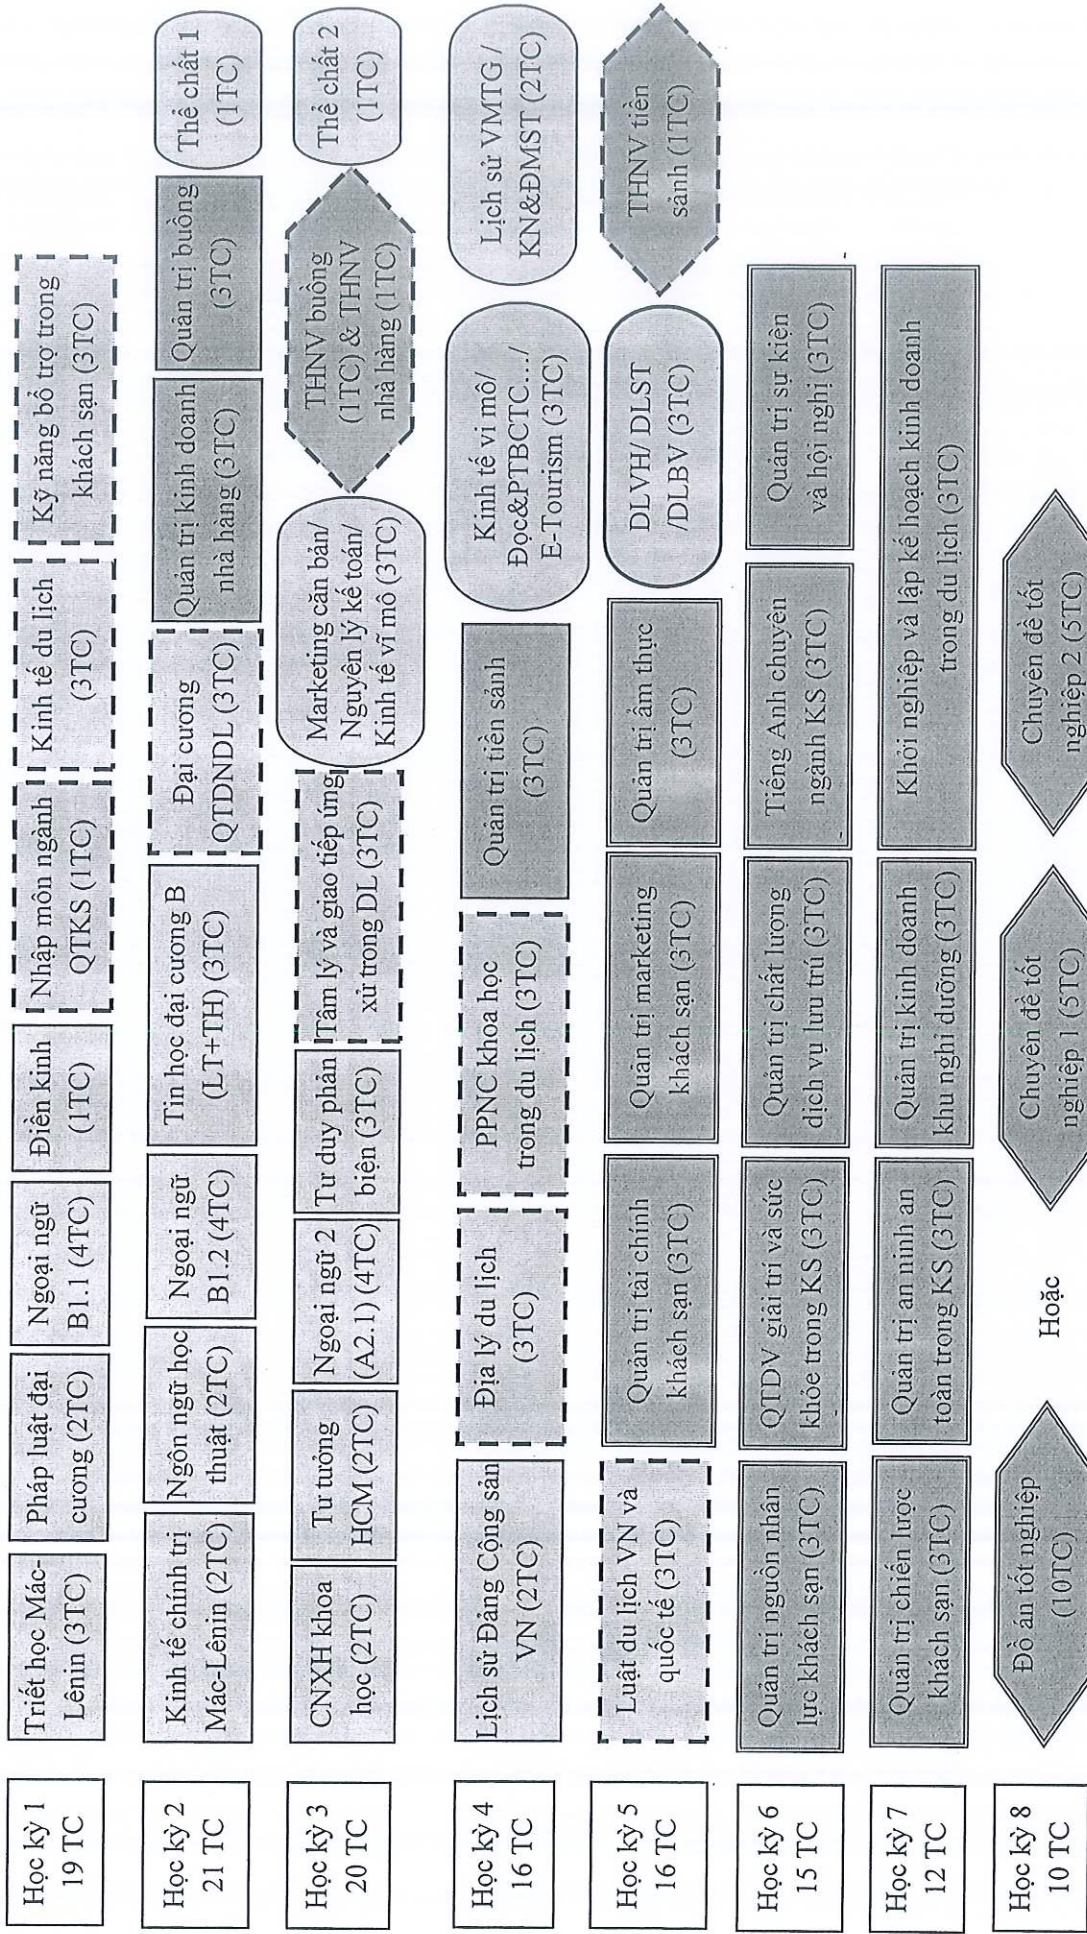 Học kỳ 1
19 TC
Triết học Mác-
Lênin (3TC)
Pháp luật đại
cương (2TC)
Ngoại ngữ
B1.1 (4TC)
Điền kinh
(1TC)
Nhập môn ngành
QTKS (1TC)
Kinh tế du lịch
(3TC)
Kỹ năng bổ trợ trong
khách sạn (3TC)
Học kỳ 2
21 TC
Kinh tế chính trị
Mác-Lênin (2TC)
Ngôn ngữ học
thuật (2TC)
Ngoại ngữ
B1.2 (4TC)
Tin học đại cương B
(LT+TH) (3TC)
Đại cương
QTDNDL (3TC)
Quản trị kinh doanh
nhà hàng (3TC)
Quản trị buồng
(3TC)
Thể chất 1
(1TC)
Học kỳ 3
20 TC
CNXH khoa
học (2TC)
Tư tưởng
HCM (2TC)
Ngoại ngữ 2
(A2.1) (4TC)
Tư duy phản
biện (3TC)
Tâm lý và giao tiếp ứng
xử trong DL (3TC)
Marketing căn bản/
Nguyên lý kế toán/
Kinh tế vĩ mô (3TC)
THNV buồng
(1TC) & THNV
nhà hàng (1TC)
Thể chất 2
(1TC)
Học kỳ 4
16 TC
Lịch sử Đảng Cộng sản
VN (2TC)
Địa lý du lịch
(3TC)
PPNC khoa học
trong du lịch (3TC)
Quản trị tiền sảnh
(3TC)
Kinh tế vi mô/
Đọc&PTBCTC.../
E-Tourism (3TC)
Lịch sử VMTG /
KN&ĐMST (2TC)
Học kỳ 5
16 TC
Luật du lịch VN và
quốc tế (3TC)
Quản trị tài chính
khách sạn (3TC)
Quản trị marketing
khách sạn (3TC)
Quản trị ẩm thực
(3TC)
DLVH/ DLST
/DLBV (3TC)
THNV tiền
sảnh (1TC)
Học kỳ 6
15 TC
Quản trị nguồn nhân
lực khách sạn (3TC)
QTDV giải trí và sức
khỏe trong KS (3TC)
Quản trị chất lượng
dịch vụ lưu trú (3TC)
Tiếng Anh chuyên
ngành KS (3TC)
Quản trị sự kiện
và hội nghị (3TC)
Học kỳ 7
12 TC
Quản trị chiến lược
khách sạn (3TC)
Quản trị an ninh an
toàn trong KS (3TC)
Quản trị kinh doanh
khu nghỉ dưỡng (3TC)
Khởi nghiệp và lập kế hoạch kinh doanh
trong du lịch (3TC)
Học kỳ 8
10 TC
Đồ án tốt nghiệp
(10TC)
Hoặc
Chuyên đề tốt
nghiệp 1 (5TC)
Chuyên đề tốt
nghiệp 2 (5TC)